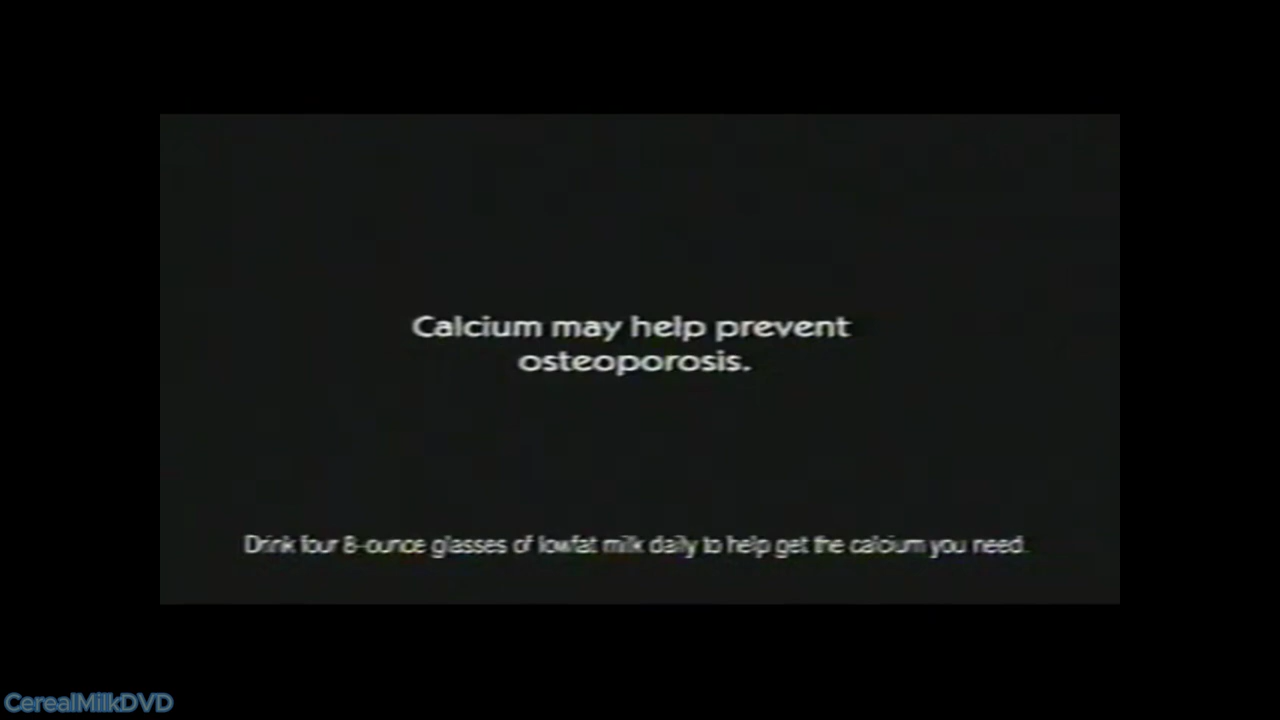 Calcium may help prevent
osteoporosis.
Drink four 8-ounce glasses of lowfat milk daily to help get the calcium you need.
CerealMilkDVD